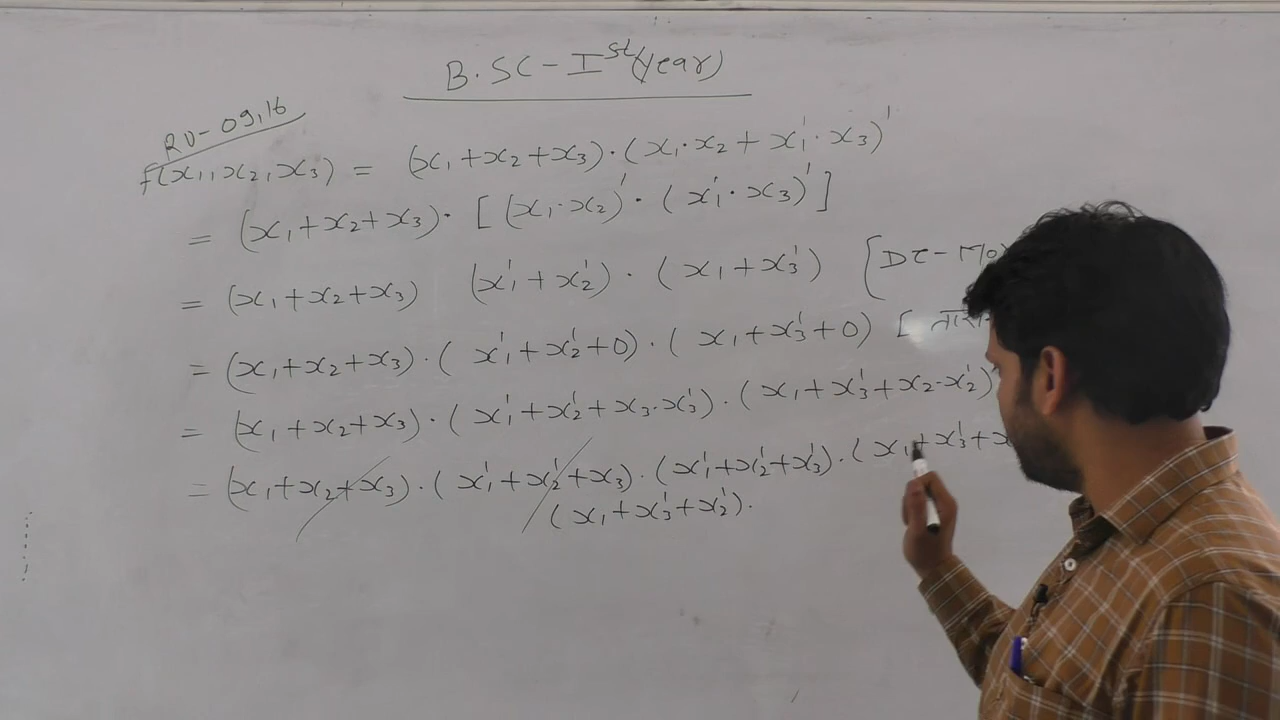 B.SC-Ist(year)
RU-09,16
f(x₁,x₂,x₃) = (x₁+x₂+x₃)·(x₁·x₂+x₁'·x₃)'
= (x₁+x₂+x₃)·[(x₁·x₂)'·(x₁'·x₃)']
= (x₁+x₂+x₃) (x₁'+x₂')·(x₁+x₃') [De-Mo
= (x₁+x₂+x₃)·(x₁'+x₂'+0)·(x₁+x₃'+0) [
= (x₁+x₂+x₃)·(x₁'+x₂'+x₃·x₃')·(x₁+x₃'+x₂·x₂')
= (x₁+x₂+x₃)·(x₁'+x₂'+x₃)·(x₁'+x₂'+x₃')·(x₁+x₃'+x
(x₁+x₃'+x₂').